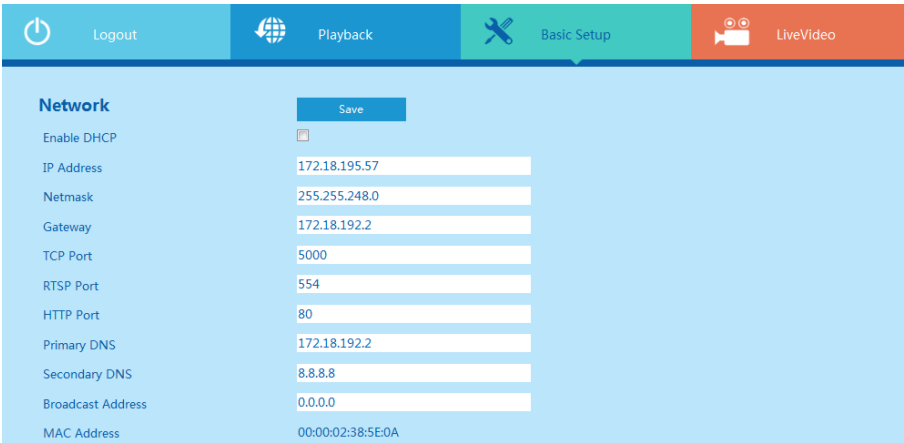 Logout Playback Basic Setup LiveVideo
Network Save
Enable DHCP
IP Address 172.18.195.57
Netmask 255.255.248.0
Gateway 172.18.192.2
TCP Port 5000
RTSP Port 554
HTTP Port 80
Primary DNS 172.18.192.2
Secondary DNS 8.8.8.8
Broadcast Address 0.0.0.0
MAC Address 00:00:02:38:5E:0A